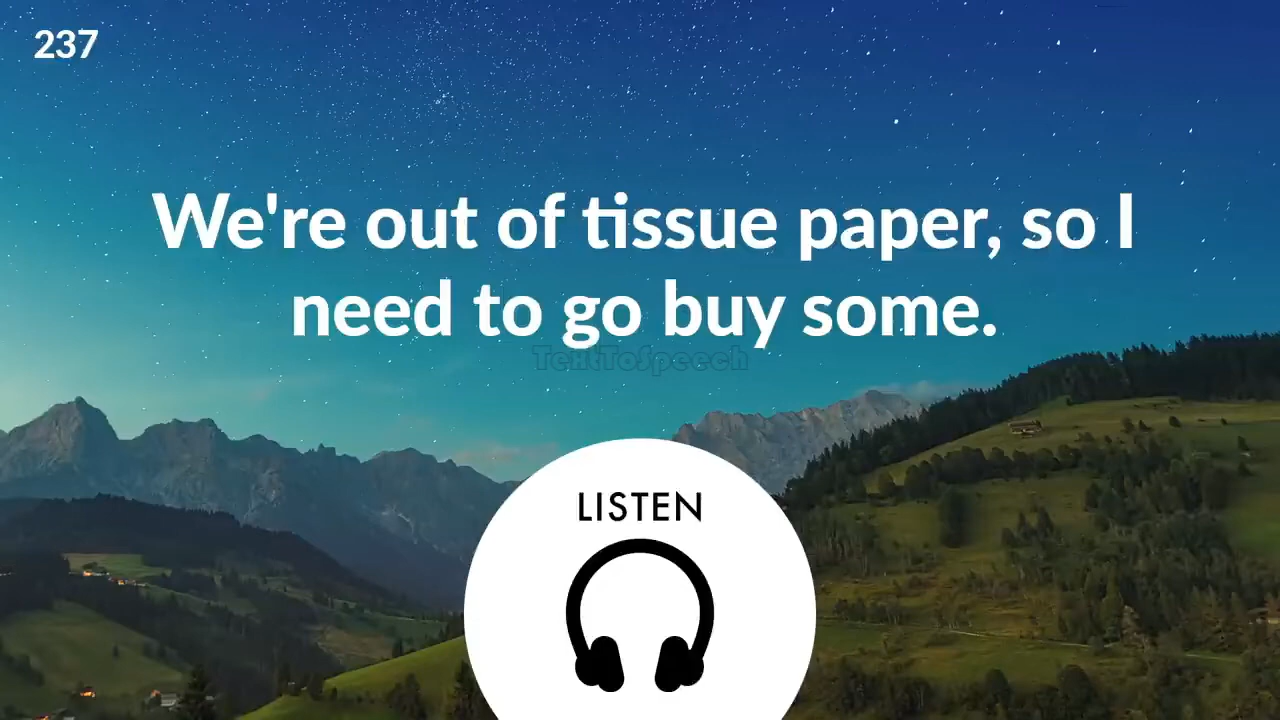 237
We're out of tissue paper, so I
need to go buy some.
TextToSpeech
LISTEN